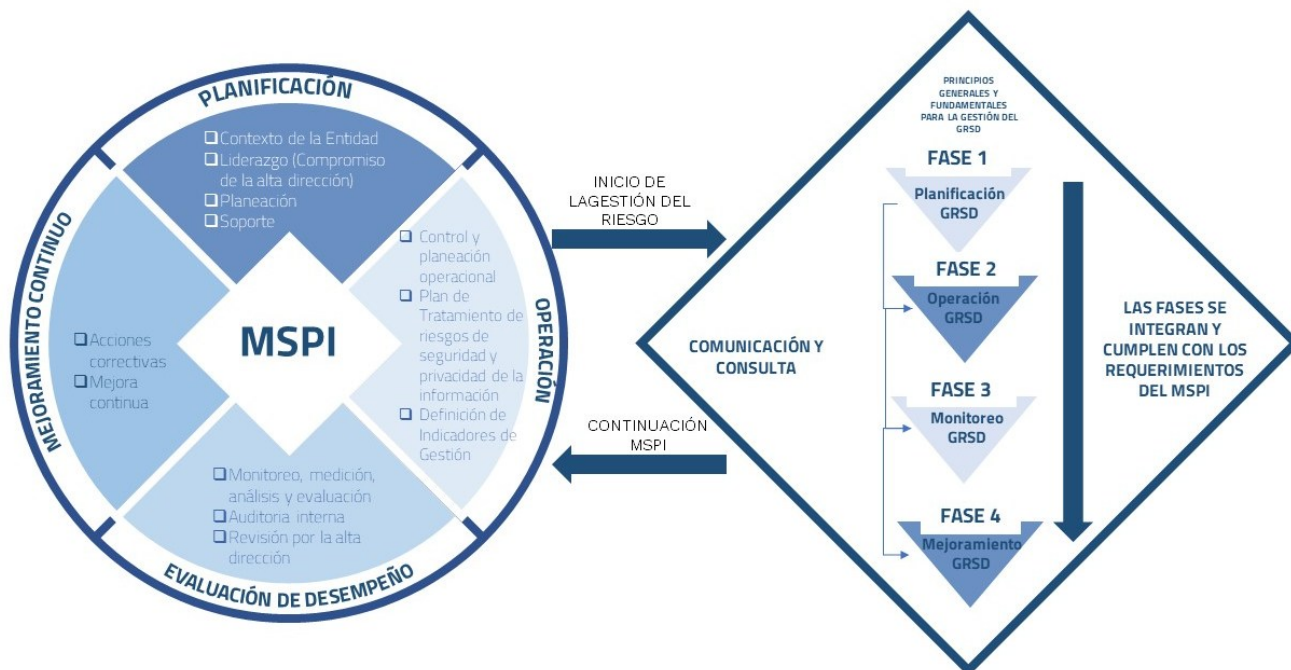 PLANIFICACIÓN
❑Contexto de la Entidad
❑Liderazgo (Compromiso
de la alta dirección)
❑Planeación
❑Soporte
OPERACIÓN
❑ Control y
planeación
operacional
❑ Plan de
Tratamiento de
riesgos de
seguridad y
privacidad de la
información
❑ Definición de
Indicadores de
Gestión
MSPI
MEJORAMIENTO CONTINUO
❑Acciones
correctivas
❑Mejora
continua
❑Monitoreo, medición,
análisis y evaluación
❑Auditoria interna
❑Revisión por la alta
dirección
EVALUACIÓN DE DESEMPEÑO
INICIO DE
LAGESTIÓN DEL
RIESGO
CONTINUACIÓN
MSPI
PRINCIPIOS
GENERALES Y
FUNDAMENTALES
PARA LA GESTIÓN DEL
GRSD
FASE 1
Planificación
GRSD
FASE 2
Operación
GRSD
COMUNICACIÓN Y
CONSULTA
FASE 3
Monitoreo
GRSD
FASE 4
Mejoramiento
GRSD
LAS FASES SE
INTEGRAN Y
CUMPLEN CON LOS
REQUERIMIENTOS
DEL MSPI